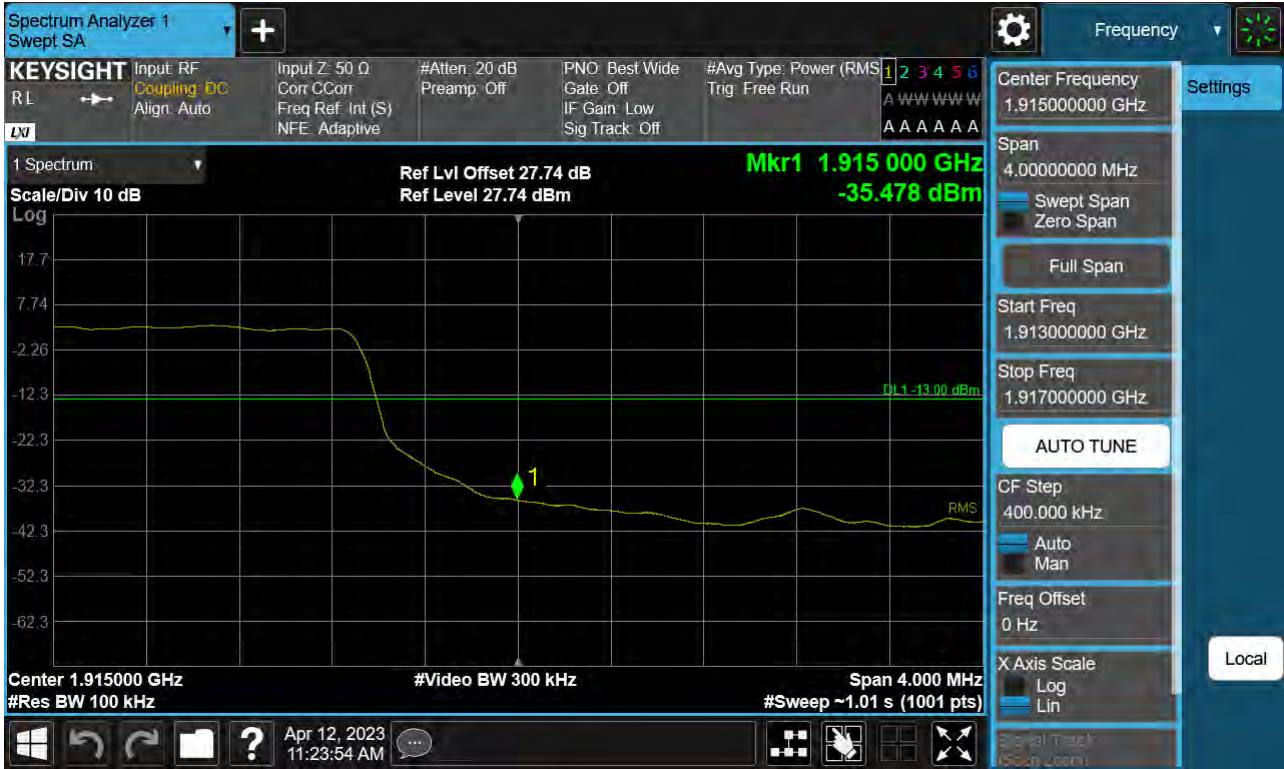 Spectrum Analyzer 1
Swept SA
Frequency
KEYSIGHT
RL
LXI
Input: RF
Coupling: DC
Align: Auto
Input Z: 50 Ω
Corr CCorr
Freq Ref: Int (S)
NFE: Adaptive
#Atten: 20 dB
Preamp: Off
PNO: Best Wide
Gate: Off
IF Gain: Low
Sig Track: Off
#Avg Type: Power (RMS
Trig: Free Run
1 2 3 4 5 6
A W W W W W
A A A A A A
1 Spectrum
Scale/Div 10 dB
Ref Lvl Offset 27.74 dB
Ref Level 27.74 dBm
Mkr1 1.915 000 GHz
-35.478 dBm
Log
17.7
7.74
-2.26
-12.3
-22.3
-32.3
-42.3
-52.3
-62.3
DL1 -13.00 dBm
1
RMS
Center 1.915000 GHz
#Res BW 100 kHz
#Video BW 300 kHz
Span 4.000 MHz
#Sweep ~1.01 s (1001 pts)
Center Frequency
1.915000000 GHz
Settings
Span
4.00000000 MHz
Swept Span
Zero Span
Full Span
Start Freq
1.913000000 GHz
Stop Freq
1.917000000 GHz
AUTO TUNE
CF Step
400.000 kHz
Auto
Man
Freq Offset
0 Hz
X Axis Scale
Log
Lin
Local
Signal Track
(Span Zoom)
?
Apr 12, 2023
11:23:54 AM